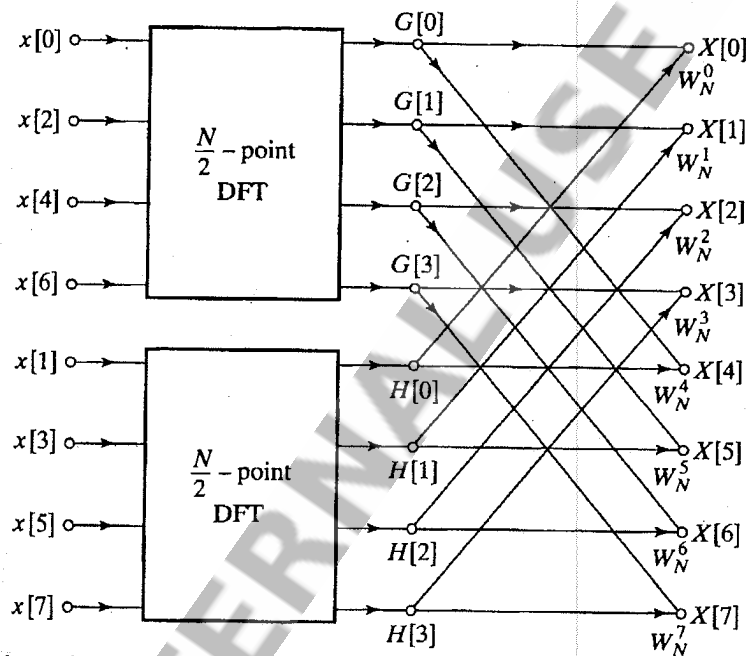 x[0]
x[2]
x[4]
x[6]
N/2 – point
DFT
G[0]
G[1]
G[2]
G[3]
x[1]
x[3]
x[5]
x[7]
N/2 – point
DFT
H[0]
H[1]
H[2]
H[3]
X[0]
W_N^0
X[1]
W_N^1
X[2]
W_N^2
X[3]
W_N^3
X[4]
W_N^4
X[5]
W_N^5
X[6]
W_N^6
X[7]
W_N^7
TERNAL USE